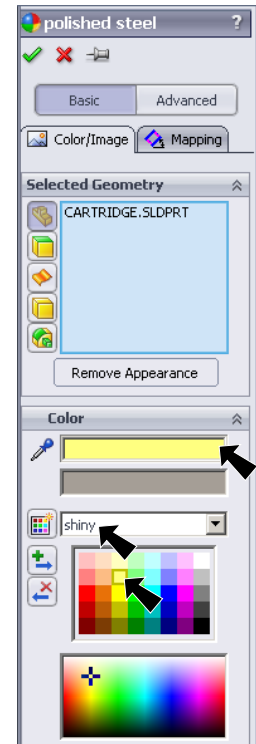 polished steel ?
Basic Advanced
Color/Image Mapping
Selected Geometry
CARTRIDGE.SLDPRT
Remove Appearance
Color
shiny